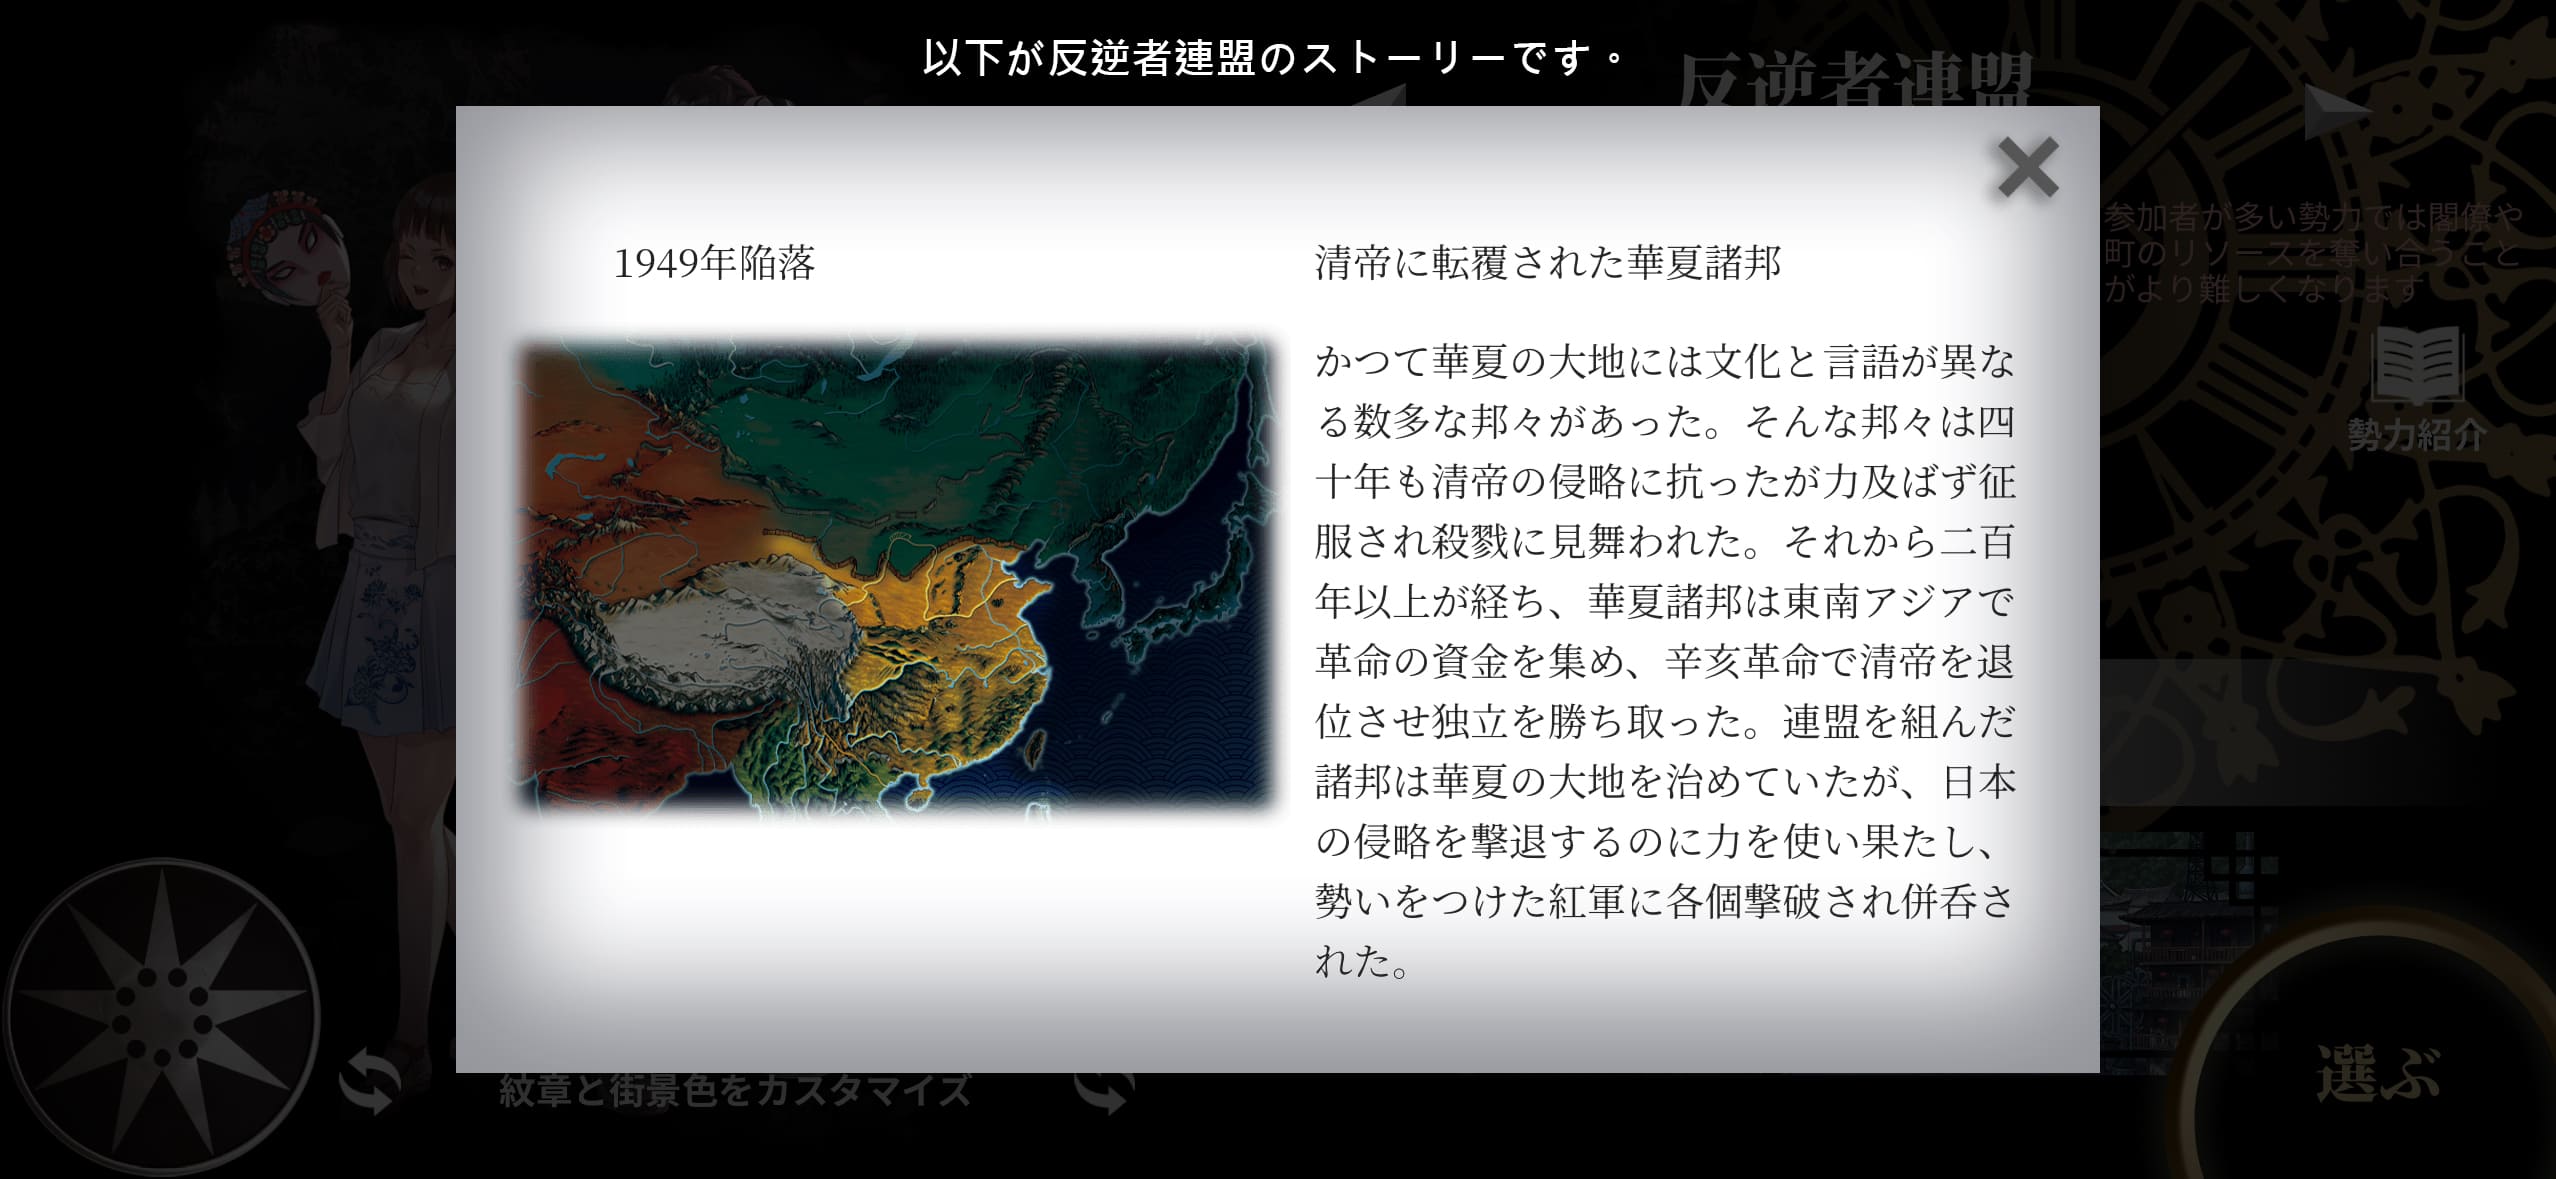 以下が反逆者連盟のストーリーです。
反逆者連盟
参加者が多い勢力では閣僚や
町のリソースを奪い合うこと
がより難しくなります
勢力紹介
1949年陥落
清帝に転覆された華夏諸邦
かつて華夏の大地には文化と言語が異な
る数多な邦々があった。そんな邦々は四
十年も清帝の侵略に抗ったが力及ばず征
服され殺戮に見舞われた。それから二百
年以上が経ち、華夏諸邦は東南アジアで
革命の資金を集め、辛亥革命で清帝を退
位させ独立を勝ち取った。連盟を組んだ
諸邦は華夏の大地を治めていたが、日本
の侵略を撃退するのに力を使い果たし、
勢いをつけた紅軍に各個撃破され併呑さ
れた。
紋章と街景色をカスタマイズ
選ぶ